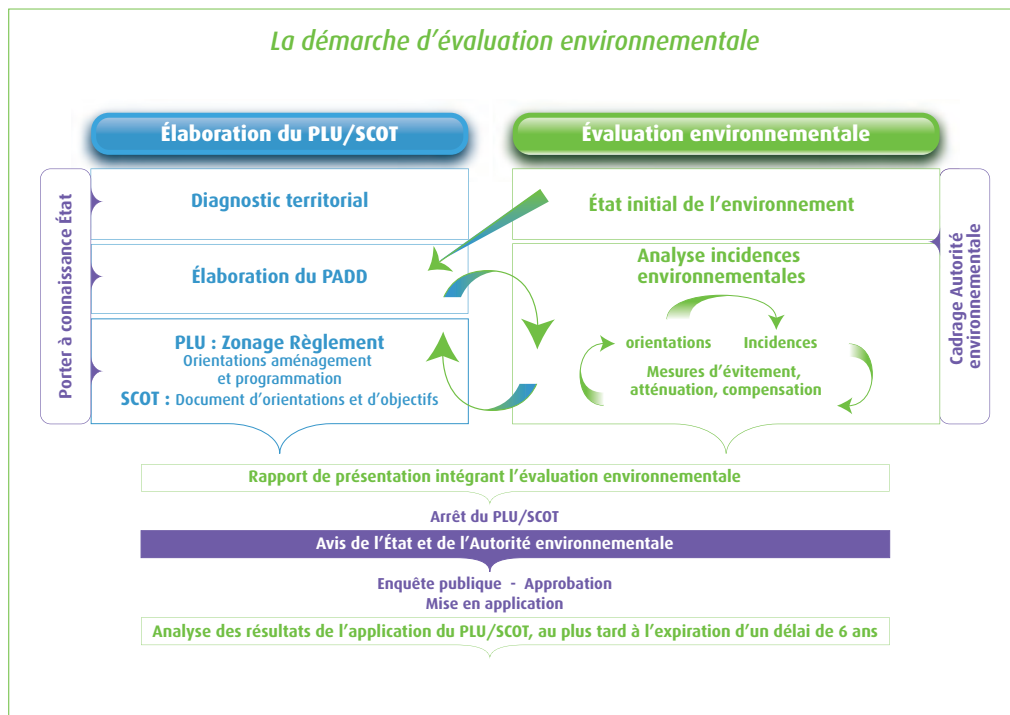 La démarche d’évaluation environnementale
Élaboration du PLU/SCOT
Évaluation environnementale
Porter à connaissance État
Diagnostic territorial
Élaboration du PADD
PLU : Zonage Règlement
Orientations aménagement
et programmation
SCOT : Document d’orientations et d’objectifs
État initial de l’environnement
Analyse incidences
environnementales
orientations
Incidences
Mesures d’évitement,
atténuation, compensation
Cadrage Autorité
environnementale
Rapport de présentation intégrant l’évaluation environnementale
Arrêt du PLU/SCOT
Avis de l’État et de l’Autorité environnementale
Enquête publique - Approbation
Mise en application
Analyse des résultats de l’application du PLU/SCOT, au plus tard à l’expiration d’un délai de 6 ans